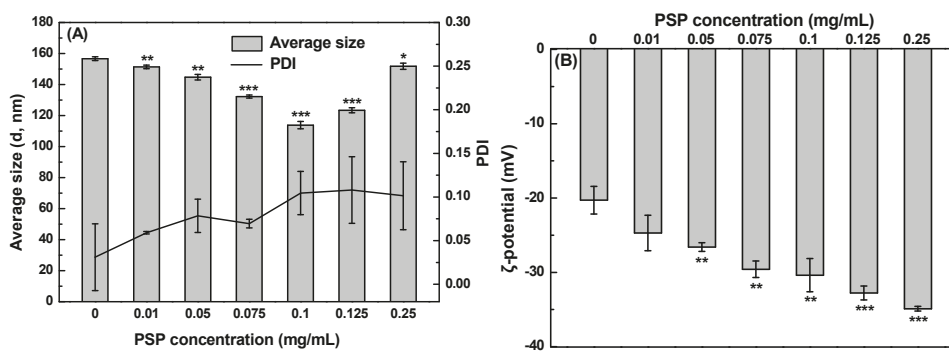 (A)
Average size
PDI
180
160
140
120
100
80
60
40
20
0
Average size (d, nm)
** ** *** *** *** *
0.30
0.25
0.20
0.15
0.10
0.05
0.00
PDI
0 0.01 0.05 0.075 0.1 0.125 0.25
PSP concentration (mg/mL)
PSP concentration (mg/mL)
0 0.01 0.05 0.075 0.1 0.125 0.25
(B)
0
-10
-20
-30
-40
ζ-potential (mV)
** ** ** *** ***